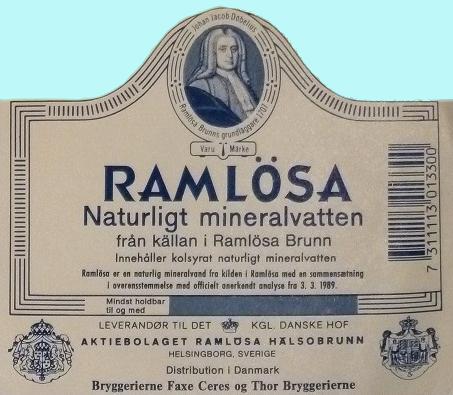 Johan Jacob Döbelius
Ramlösa Brunns grundläggare 1707
Varu Märke
RAMLÖSA
Naturligt mineralvatten
från källan i Ramlösa Brunn
Innehåller kolsyrat naturligt mineralvatten
Ramlösa er en naturlig mineralvand fra kilden i Ramlösa med en sammensætning
i overensstemmelse med officielt anerkendt analyse fra 3. 3. 1989.
Mindst holdbar
til og med
LEVERANDØR TIL DET KGL. DANSKE HOF
AKTIEBOLAGET RAMLÖSA HÄLSOBRUNN
HELSINGBORG, SVERIGE
Distribution i Danmark
Bryggerierne Faxe Ceres og Thor Bryggerierne
7 311113 013300